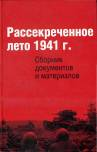 Рассекреченное
лето 1941 г.
Сборник
документов
и материалов